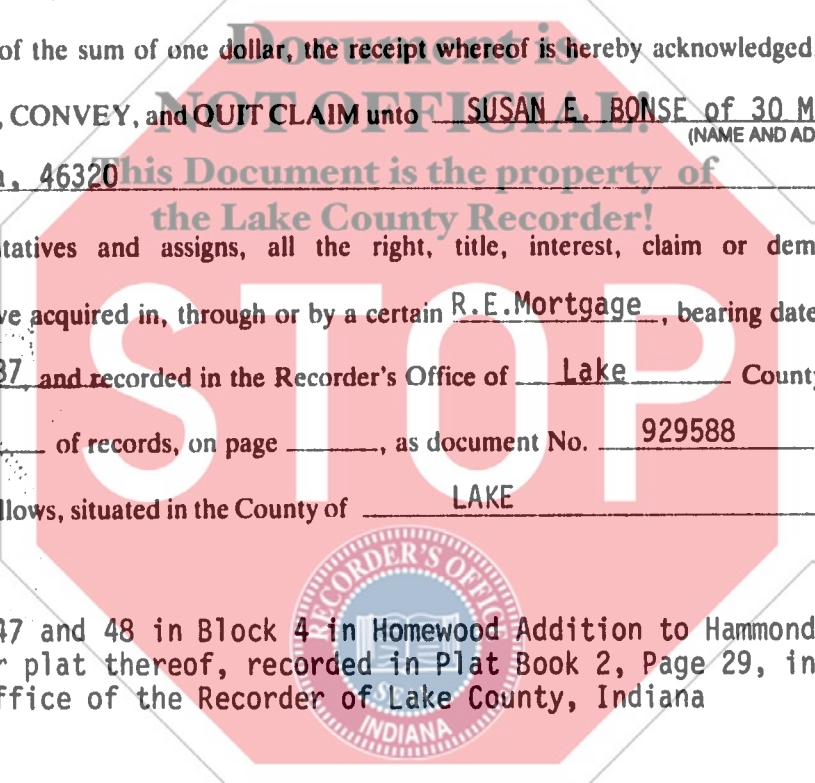 of the sum of one dollar, the receipt whereof is hereby acknowledged,
Document is
, CONVEY, and QUIT CLAIM unto SUSAN E. BONSE of 30 M
NOT OFFICIAL!
(NAME AND AD
, 46320
This Document is the property of
the Lake County Recorder!
tatives and assigns, all the right, title, interest, claim or dem
ve acquired in, through or by a certain R.E.Mortgage, bearing date
37 and recorded in the Recorder's Office of Lake County
of records, on page ______, as document No. 929588
llows, situated in the County of LAKE
STOP
RECORDER'S OFFIC
47 and 48 in Block 4 in Homewood Addition to Hammond
r plat thereof, recorded in Plat Book 2, Page 29, in
ffice of the Recorder of Lake County, Indiana
INDIANA